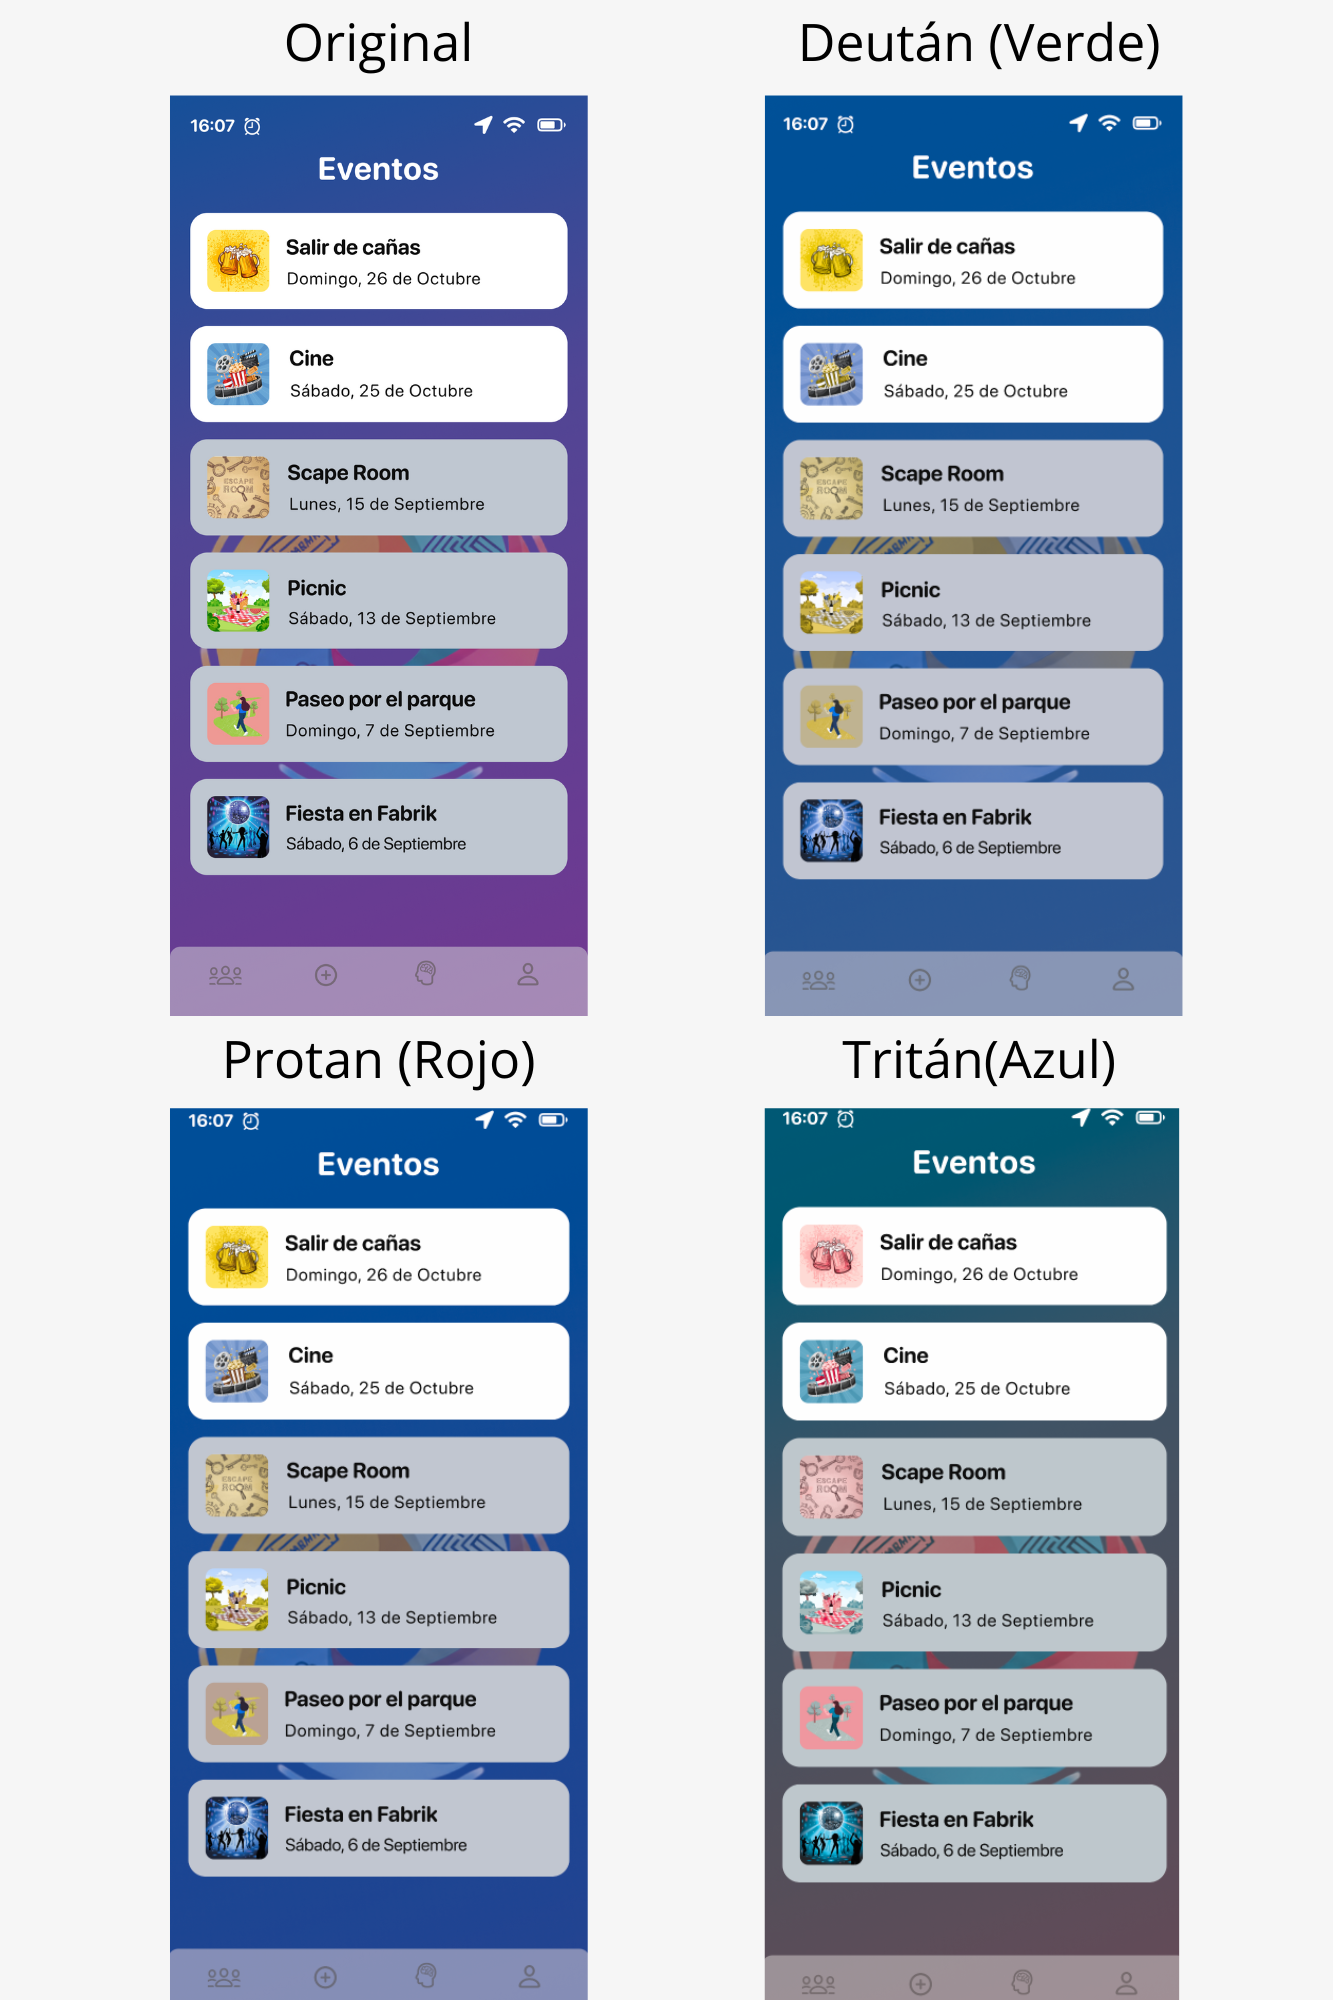 Original
16:07
Eventos
Salir de cañas
Domingo, 26 de Octubre
Cine
Sábado, 25 de Octubre
ESCAPE
ROOM
Scape Room
Lunes, 15 de Septiembre
Picnic
Sábado, 13 de Septiembre
Paseo por el parque
Domingo, 7 de Septiembre
Fiesta en Fabrik
Sábado, 6 de Septiembre
Deután (Verde)
16:07
Eventos
Salir de cañas
Domingo, 26 de Octubre
Cine
Sábado, 25 de Octubre
ESCAPE
ROOM
Scape Room
Lunes, 15 de Septiembre
Picnic
Sábado, 13 de Septiembre
Paseo por el parque
Domingo, 7 de Septiembre
Fiesta en Fabrik
Sábado, 6 de Septiembre
Protan (Rojo)
16:07
Eventos
Salir de cañas
Domingo, 26 de Octubre
Cine
Sábado, 25 de Octubre
ESCAPE
ROOM
Scape Room
Lunes, 15 de Septiembre
Picnic
Sábado, 13 de Septiembre
Paseo por el parque
Domingo, 7 de Septiembre
Fiesta en Fabrik
Sábado, 6 de Septiembre
Tritán(Azul)
16:07
Eventos
Salir de cañas
Domingo, 26 de Octubre
Cine
Sábado, 25 de Octubre
ESCAPE
ROOM
Scape Room
Lunes, 15 de Septiembre
Picnic
Sábado, 13 de Septiembre
Paseo por el parque
Domingo, 7 de Septiembre
Fiesta en Fabrik
Sábado, 6 de Septiembre